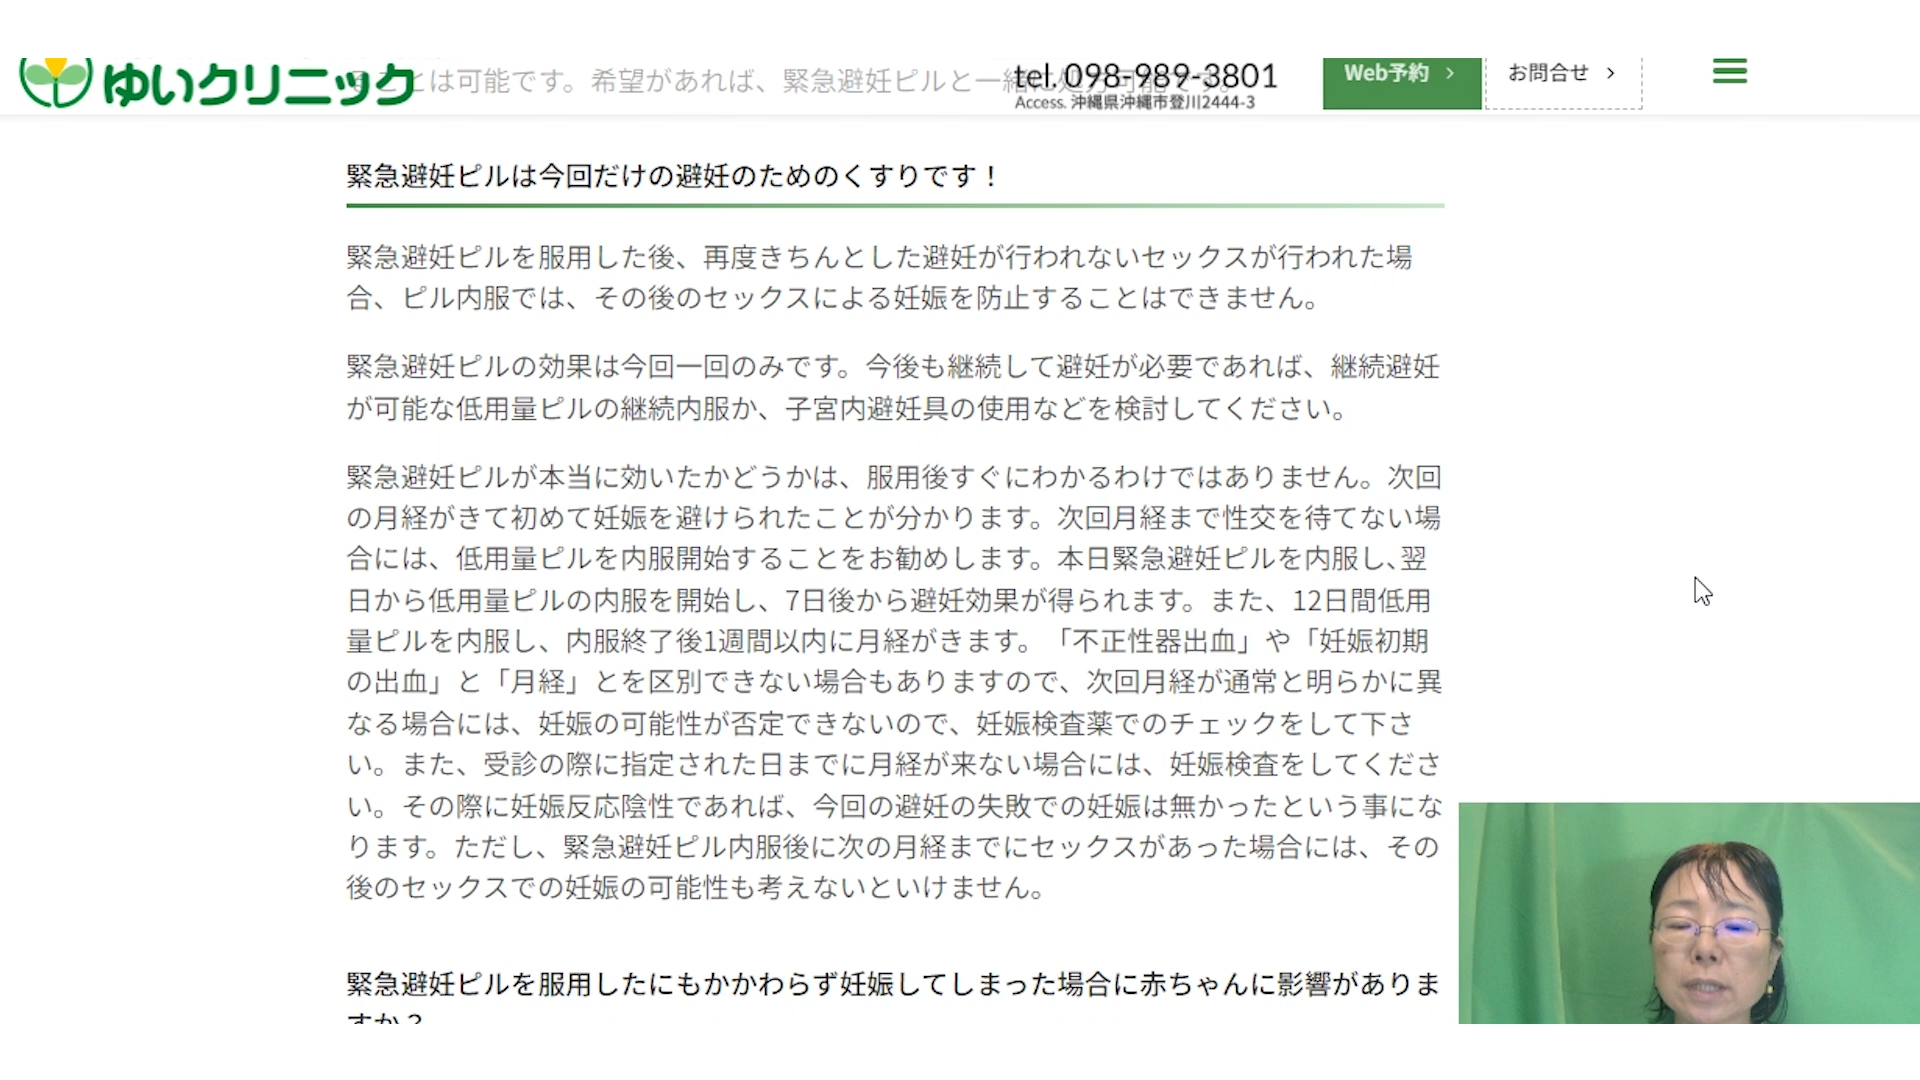 ゆいクリニック
ことは可能です。希望があれば、緊急避妊ピルと一緒に処方可能です。
tel.098-989-3801
Access. 沖縄県沖縄市登川2444-3
Web予約
お問合せ
緊急避妊ピルは今回だけの避妊のためのくすりです！
緊急避妊ピルを服用した後、再度きちんとした避妊が行われないセックスが行われた場
合、ピル内服では、その後のセックスによる妊娠を防止することはできません。
緊急避妊ピルの効果は今回一回のみです。今後も継続して避妊が必要であれば、継続避妊
が可能な低用量ピルの継続内服か、子宮内避妊具の使用などを検討してください。
緊急避妊ピルが本当に効いたかどうかは、服用後すぐにわかるわけではありません。次回
の月経がきて初めて妊娠を避けられたことが分かります。次回月経まで性交を待てない場
合には、低用量ピルを内服開始することをお勧めします。本日緊急避妊ピルを内服し、翌
日から低用量ピルの内服を開始し、7日後から避妊効果が得られます。また、12日間低用
量ピルを内服し、内服終了後1週間以内に月経がきます。「不正性器出血」や「妊娠初期
の出血」と「月経」とを区別できない場合もありますので、次回月経が通常と明らかに異
なる場合には、妊娠の可能性が否定できないので、妊娠検査薬でのチェックをして下さ
い。また、受診の際に指定された日までに月経が来ない場合には、妊娠検査をしてくださ
い。その際に妊娠反応陰性であれば、今回の避妊の失敗での妊娠は無かったという事にな
ります。ただし、緊急避妊ピル内服後に次の月経までにセックスがあった場合には、その
後のセックスでの妊娠の可能性も考えないといけません。
緊急避妊ピルを服用したにもかかわらず妊娠してしまった場合に赤ちゃんに影響がありま
すか？